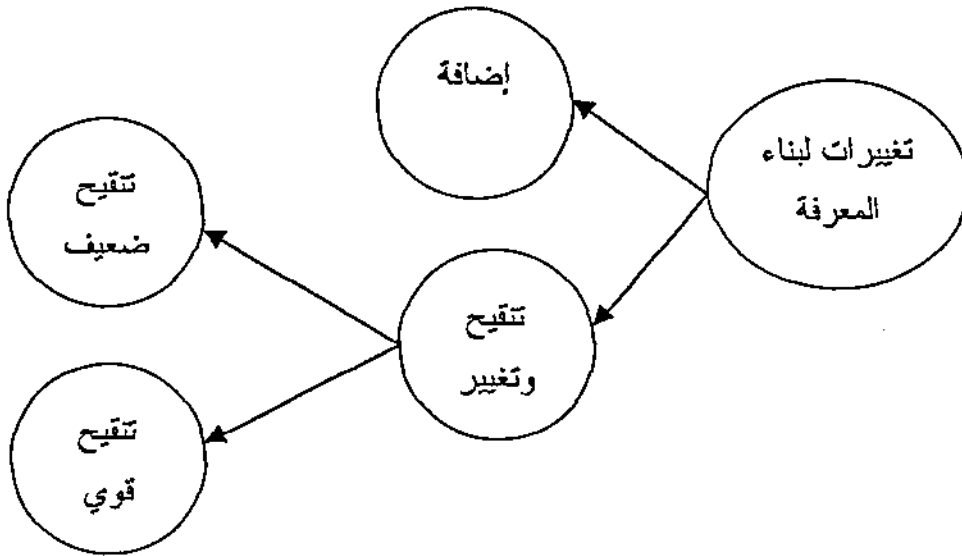 إضافة
تغييرات لبناء
المعرفة
تنقيح
ضعيف
تنقيح
وتغيير
تنقيح
قوي